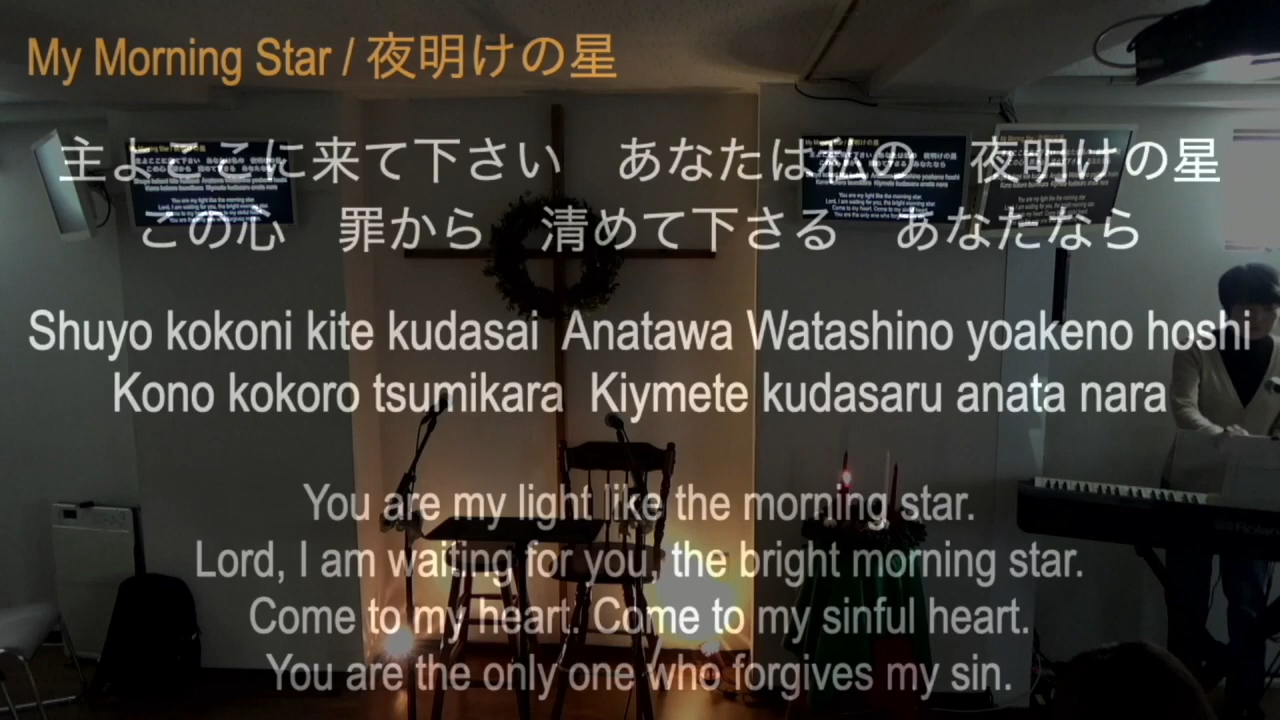 My Morning Star / 夜明けの星
主よここに来て下さい　あなたは私の　夜明けの星
この心　罪から　清めて下さる　あなたなら
Shuyo kokoni kite kudasai Anatawa Watashino yoakeno hoshi
Kono kokoro tsumikara Kiymete kudasaru anata nara
You are my light like the morning star.
Lord, I am waiting for you, the bright morning star.
Come to my heart. Come to my sinful heart.
You are the only one who forgives my sin.
Roland